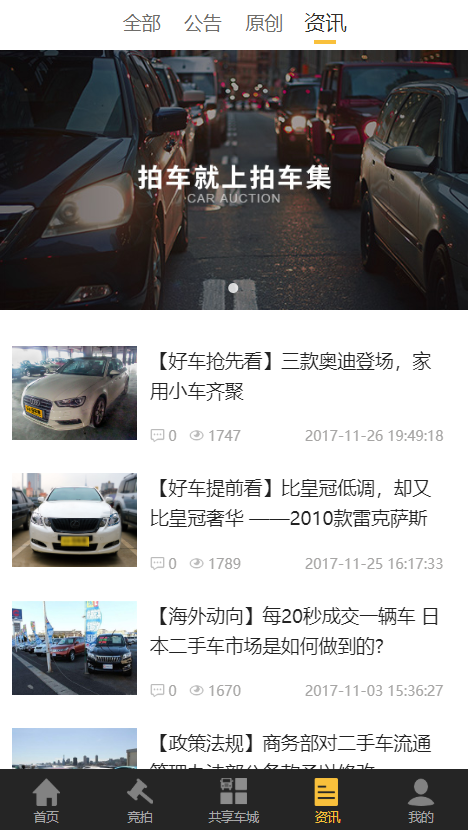 全部 公告 原创 资讯
拍车就上拍车集
·CAR AUCTION
【好车抢先看】三款奥迪登场，家
用小车齐聚
0 1747 2017-11-26 19:49:18
【好车提前看】比皇冠低调，却又
比皇冠奢华 ——2010款雷克萨斯
0 1789 2017-11-25 16:17:33
【海外动向】每20秒成交一辆车 日
本二手车市场是如何做到的?
0 1670 2017-11-03 15:36:27
【政策法规】商务部对二手车流通
首页 竞拍 共享车城 资讯 我的